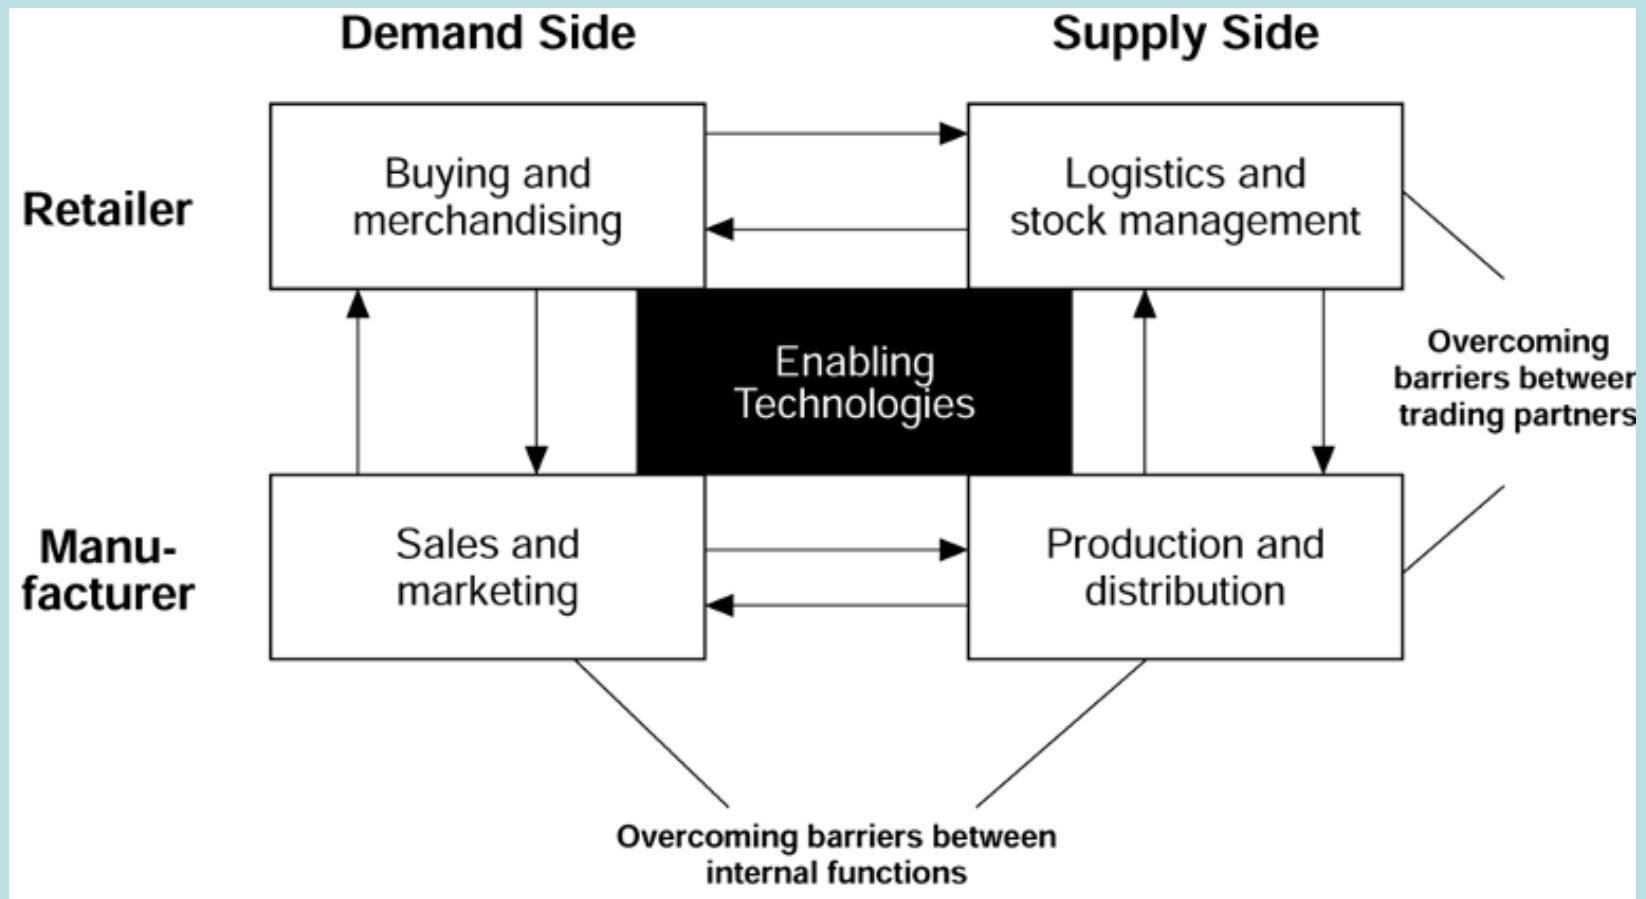 Demand Side
Supply Side
Retailer
Buying and
merchandising
Logistics and
stock management
Enabling
Technologies
Overcoming
barriers between
trading partners
Manu-
facturer
Sales and
marketing
Production and
distribution
Overcoming barriers between
internal functions